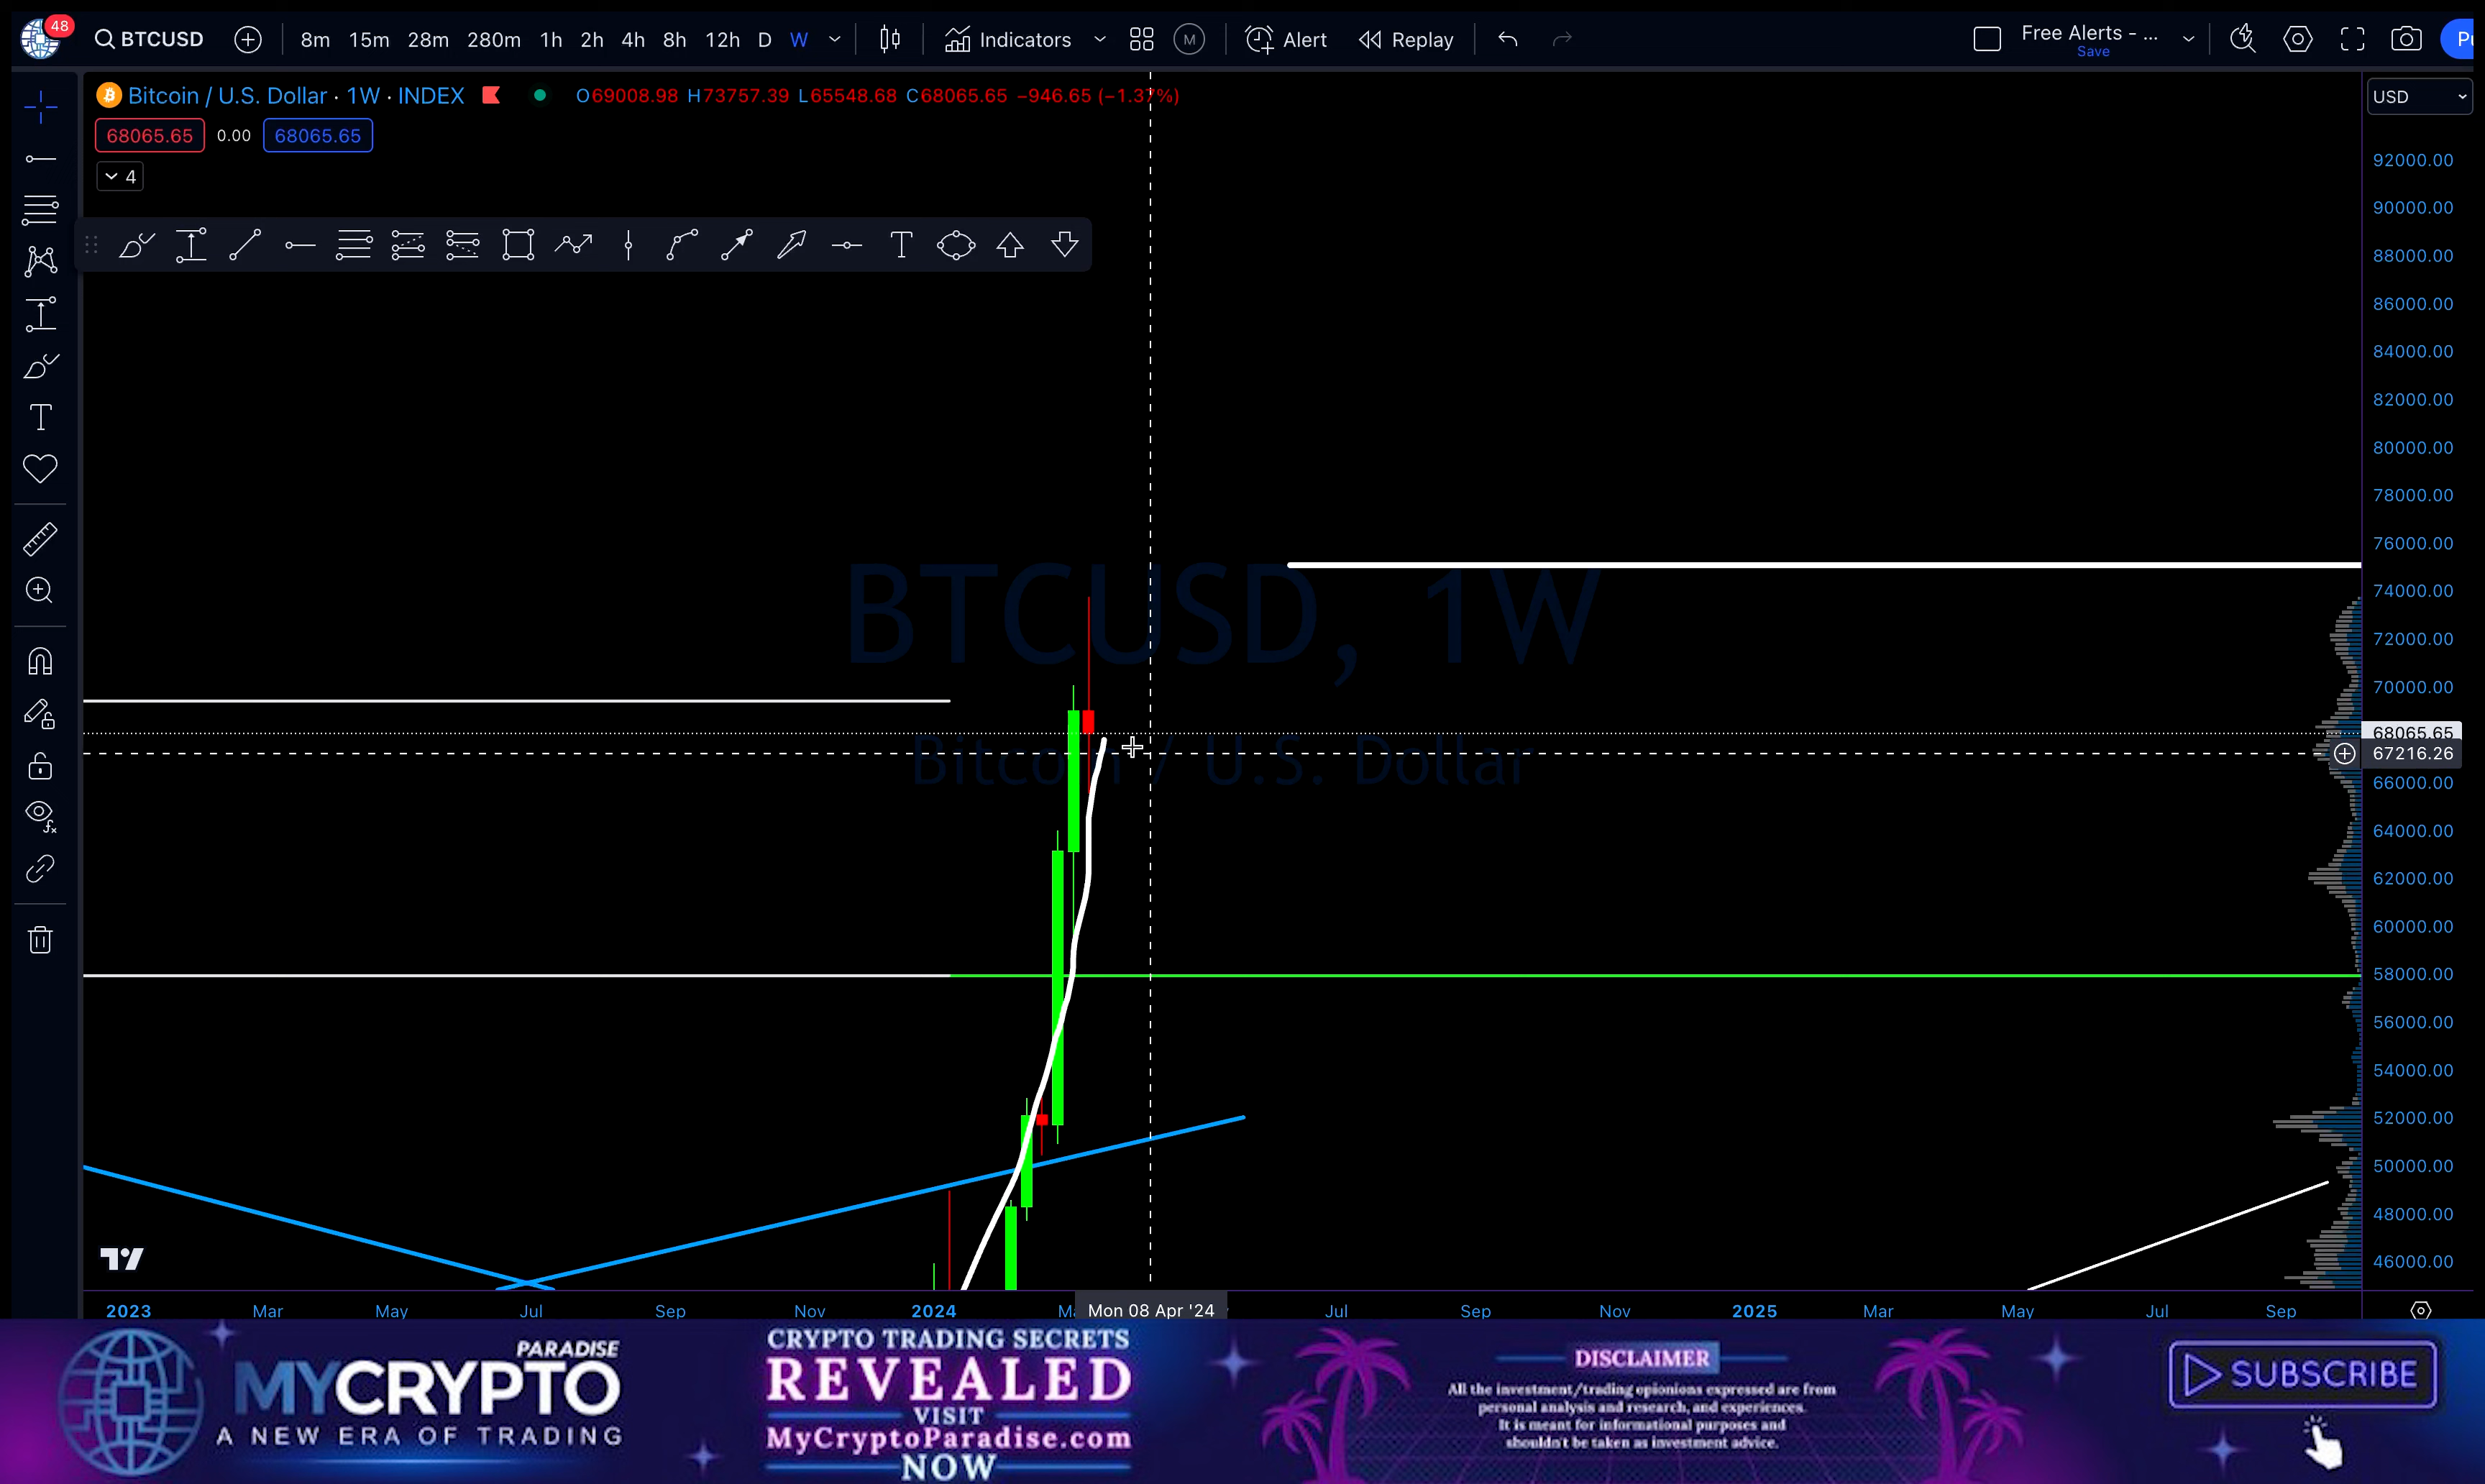 48
BTCUSD
8m 15m 28m 280m 1h 2h 4h 8h 12h D W
Indicators
M
Alert
Replay
Free Alerts - ...
Save
Bitcoin / U.S. Dollar · 1W · INDEX
O69008.98 H73757.39 L65548.68 C68065.65 −946.65 (−1.37%)
USD
68065.65 0.00 68065.65
4
92000.00
90000.00
88000.00
86000.00
84000.00
82000.00
80000.00
78000.00
76000.00
74000.00
72000.00
70000.00
68065.65
67216.26
66000.00
64000.00
62000.00
60000.00
58000.00
56000.00
54000.00
52000.00
50000.00
48000.00
46000.00
BTCUSD, 1W
Bitcoin / U.S. Dollar
2023 Mar May Jul Sep Nov 2024 Mon 08 Apr '24 Jul Sep Nov 2025 Mar May Jul Sep
PARADISE
MYCRYPTO
A NEW ERA OF TRADING
CRYPTO TRADING SECRETS
REVEALED
VISIT
MyCryptoParadise.com
NOW
DISCLAIMER
All the investment/trading opionions expressed are from
personal analysis and research, and experiences.
It is meant for informational purposes and
shouldn't be taken as investment advice.
SUBSCRIBE